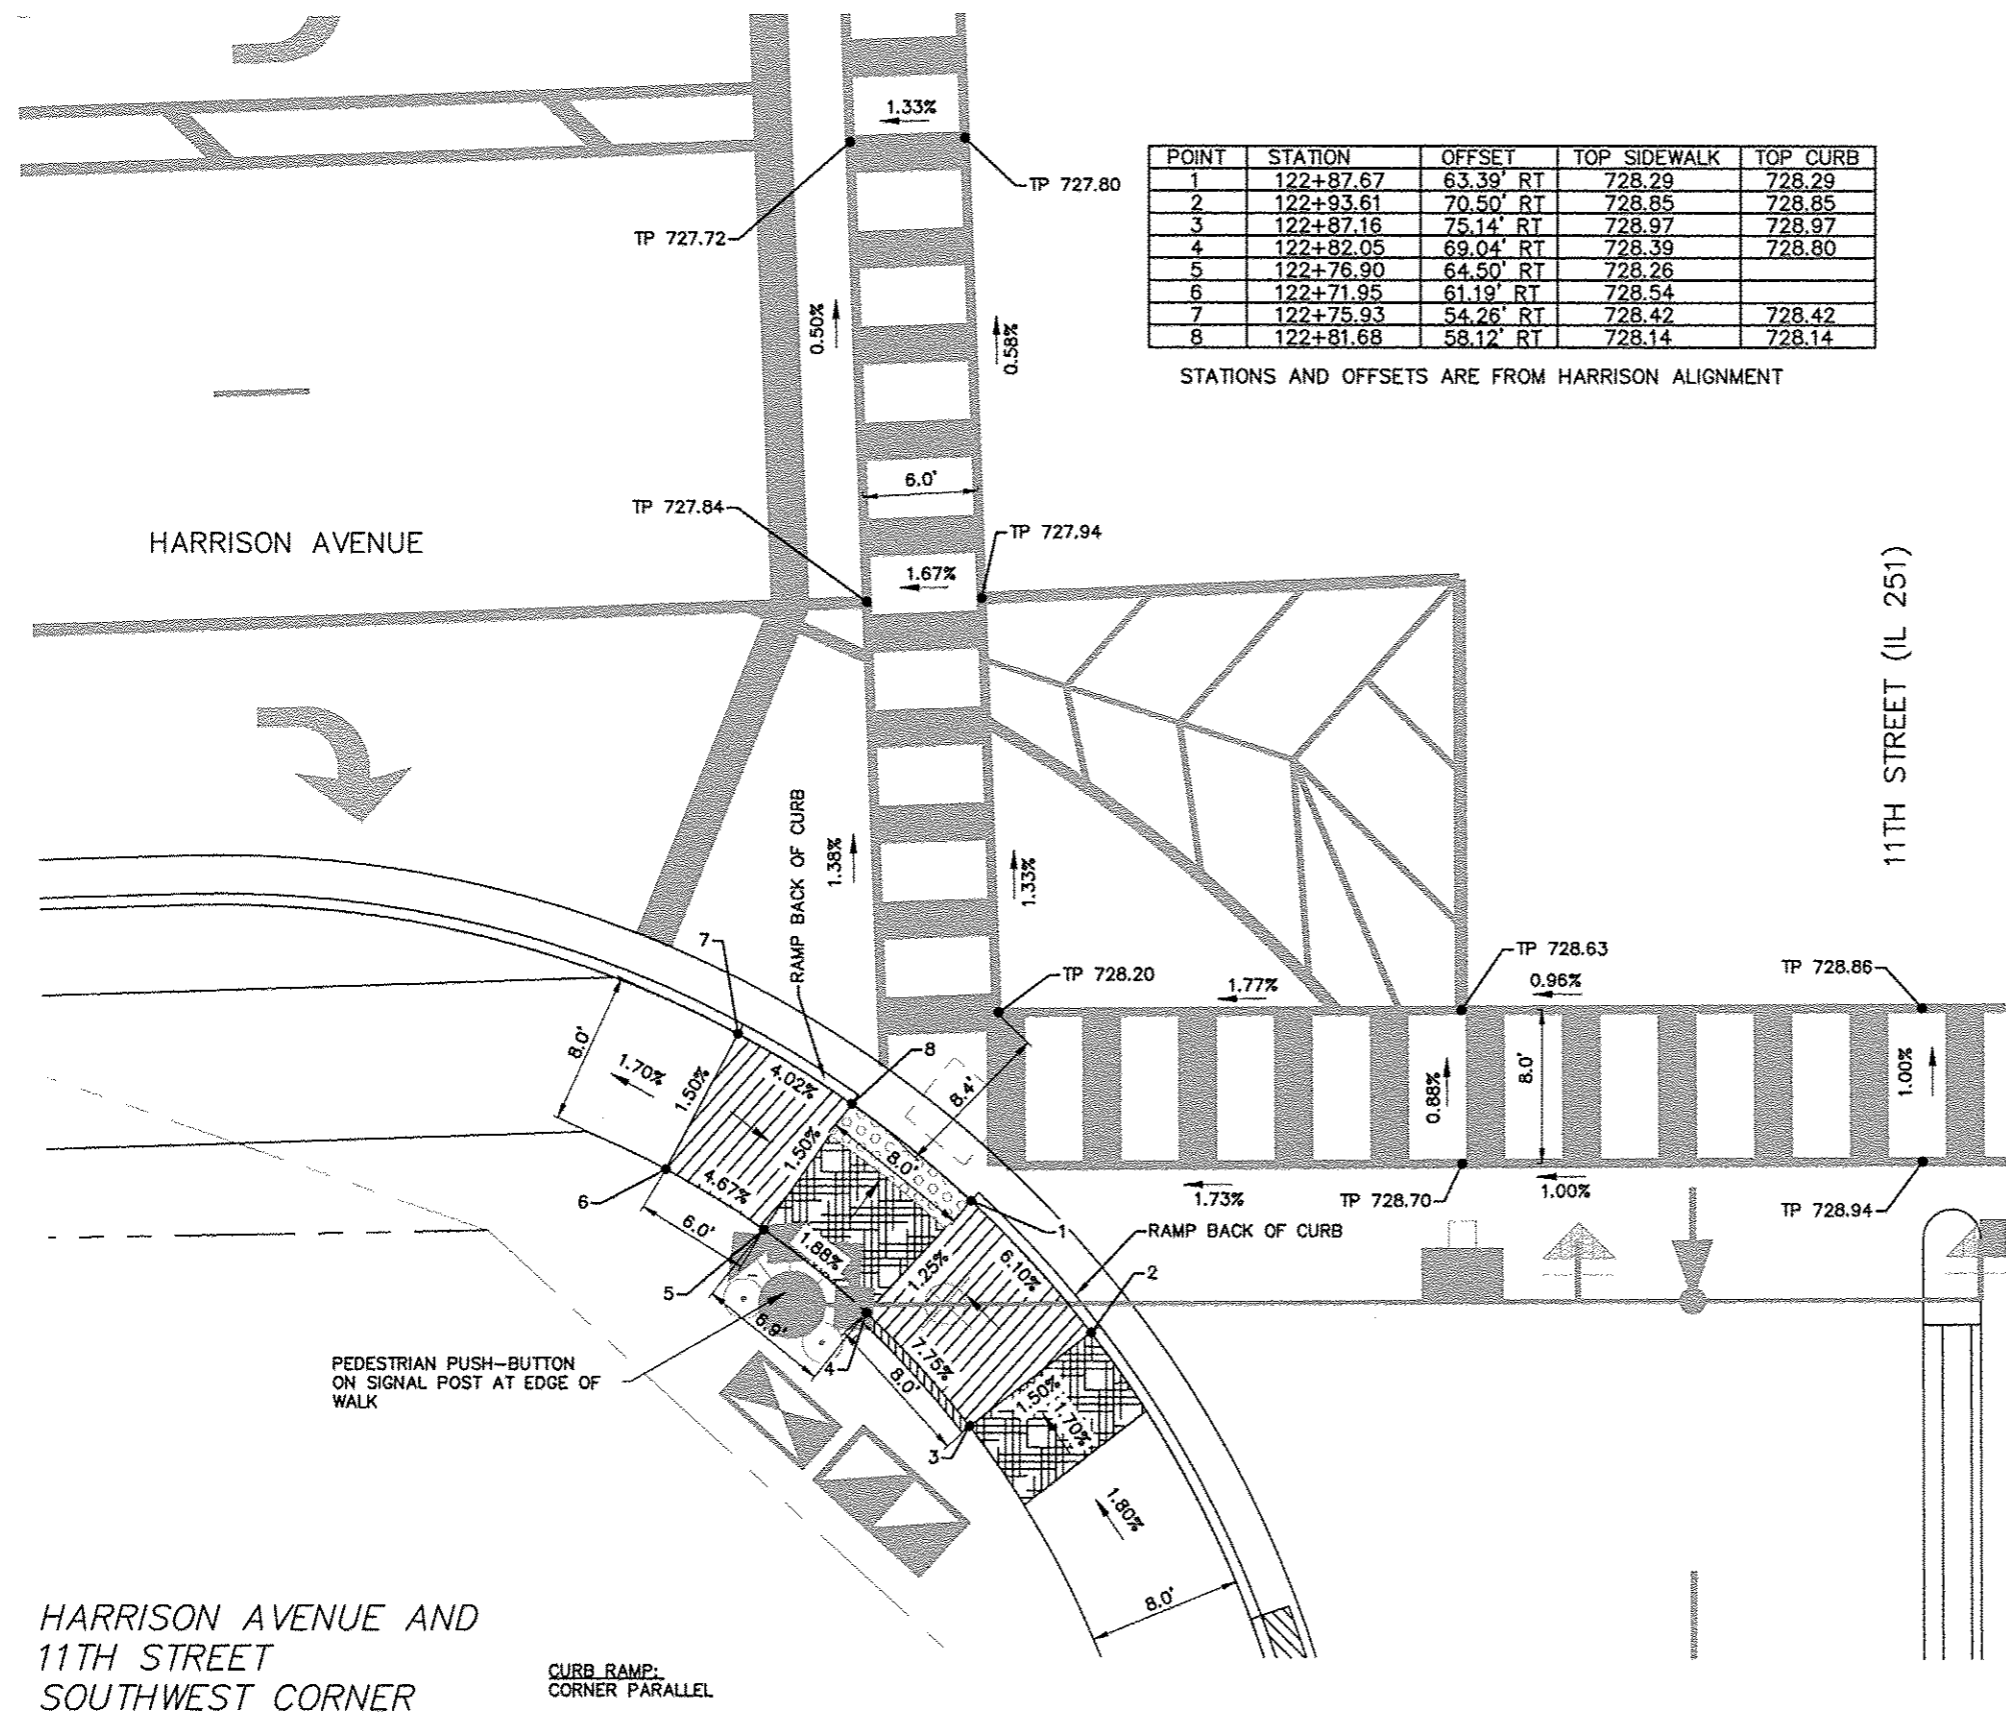 1.33%
TP 727.80
TP 727.72
POINT STATION OFFSET TOP SIDEWALK TOP CURB
1 122+87.67 63.39' RT 728.29 728.29
2 122+93.61 70.50' RT 728.85 728.85
3 122+87.16 75.14' RT 728.97 728.97
4 122+82.05 69.04' RT 728.39 728.80
5 122+76.90 64.50' RT 728.26
6 122+71.95 61.19' RT 728.54
7 122+75.93 54.26' RT 728.42 728.42
8 122+81.68 58.12' RT 728.14 728.14
STATIONS AND OFFSETS ARE FROM HARRISON ALIGNMENT
0.50%
0.58%
6.0'
TP 727.84
TP 727.94
HARRISON AVENUE
1.67%
11TH STREET (IL 251)
RAMP BACK OF CURB
1.38%
1.33%
7
TP 728.20
TP 728.63
TP 728.86
1.77%
0.96%
8.0'
1.70%
1.50%
4.02%
8
8.4'
0.88%
8.0'
1.00%
1.50%
8.0'
4.67%
6
6.0'
1.73%
TP 728.70
1.00%
TP 728.94
1
RAMP BACK OF CURB
1.88%
1.25%
6.10%
2
5
6.9'
4
7.75%
8.0'
PEDESTRIAN PUSH-BUTTON
ON SIGNAL POST AT EDGE OF
WALK
1.50%
1.70%
3
1.80%
8.0'
HARRISON AVENUE AND
11TH STREET
SOUTHWEST CORNER
CURB RAMP:
CORNER PARALLEL